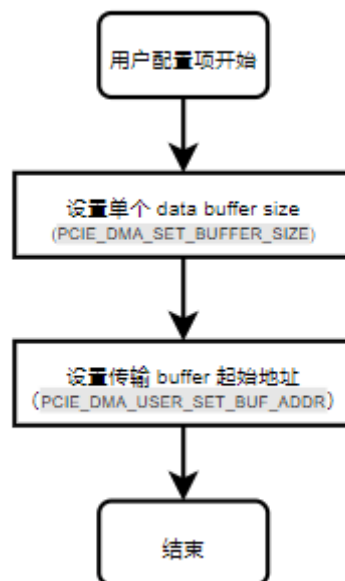 用户配置项开始
设置单个 data buffer size
(PCIE_DMA_SET_BUFFER_SIZE)
设置传输 buffer 起始地址
（PCIE_DMA_USER_SET_BUF_ADDR）
结束